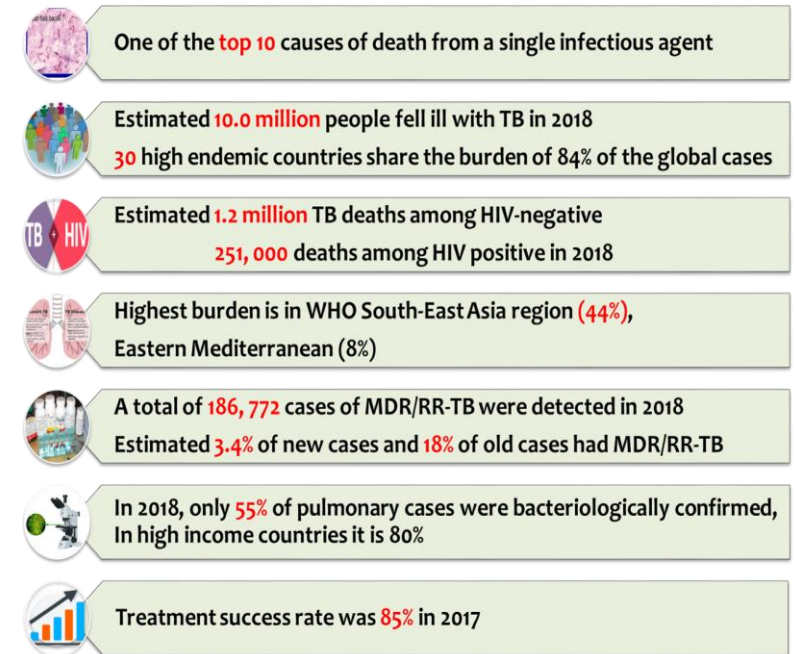 One of the top 10 causes of death from a single infectious agent
Estimated 10.0 million people fell ill with TB in 2018
30 high endemic countries share the burden of 84% of the global cases
TB
HIV
Estimated 1.2 million TB deaths among HIV-negative
251, 000 deaths among HIV positive in 2018
Highest burden is in WHO South-East Asia region (44%),
Eastern Mediterranean (8%)
A total of 186, 772 cases of MDR/RR-TB were detected in 2018
Estimated 3.4% of new cases and 18% of old cases had MDR/RR-TB
In 2018, only 55% of pulmonary cases were bacteriologically confirmed,
In high income countries it is 80%
Treatment success rate was 85% in 2017